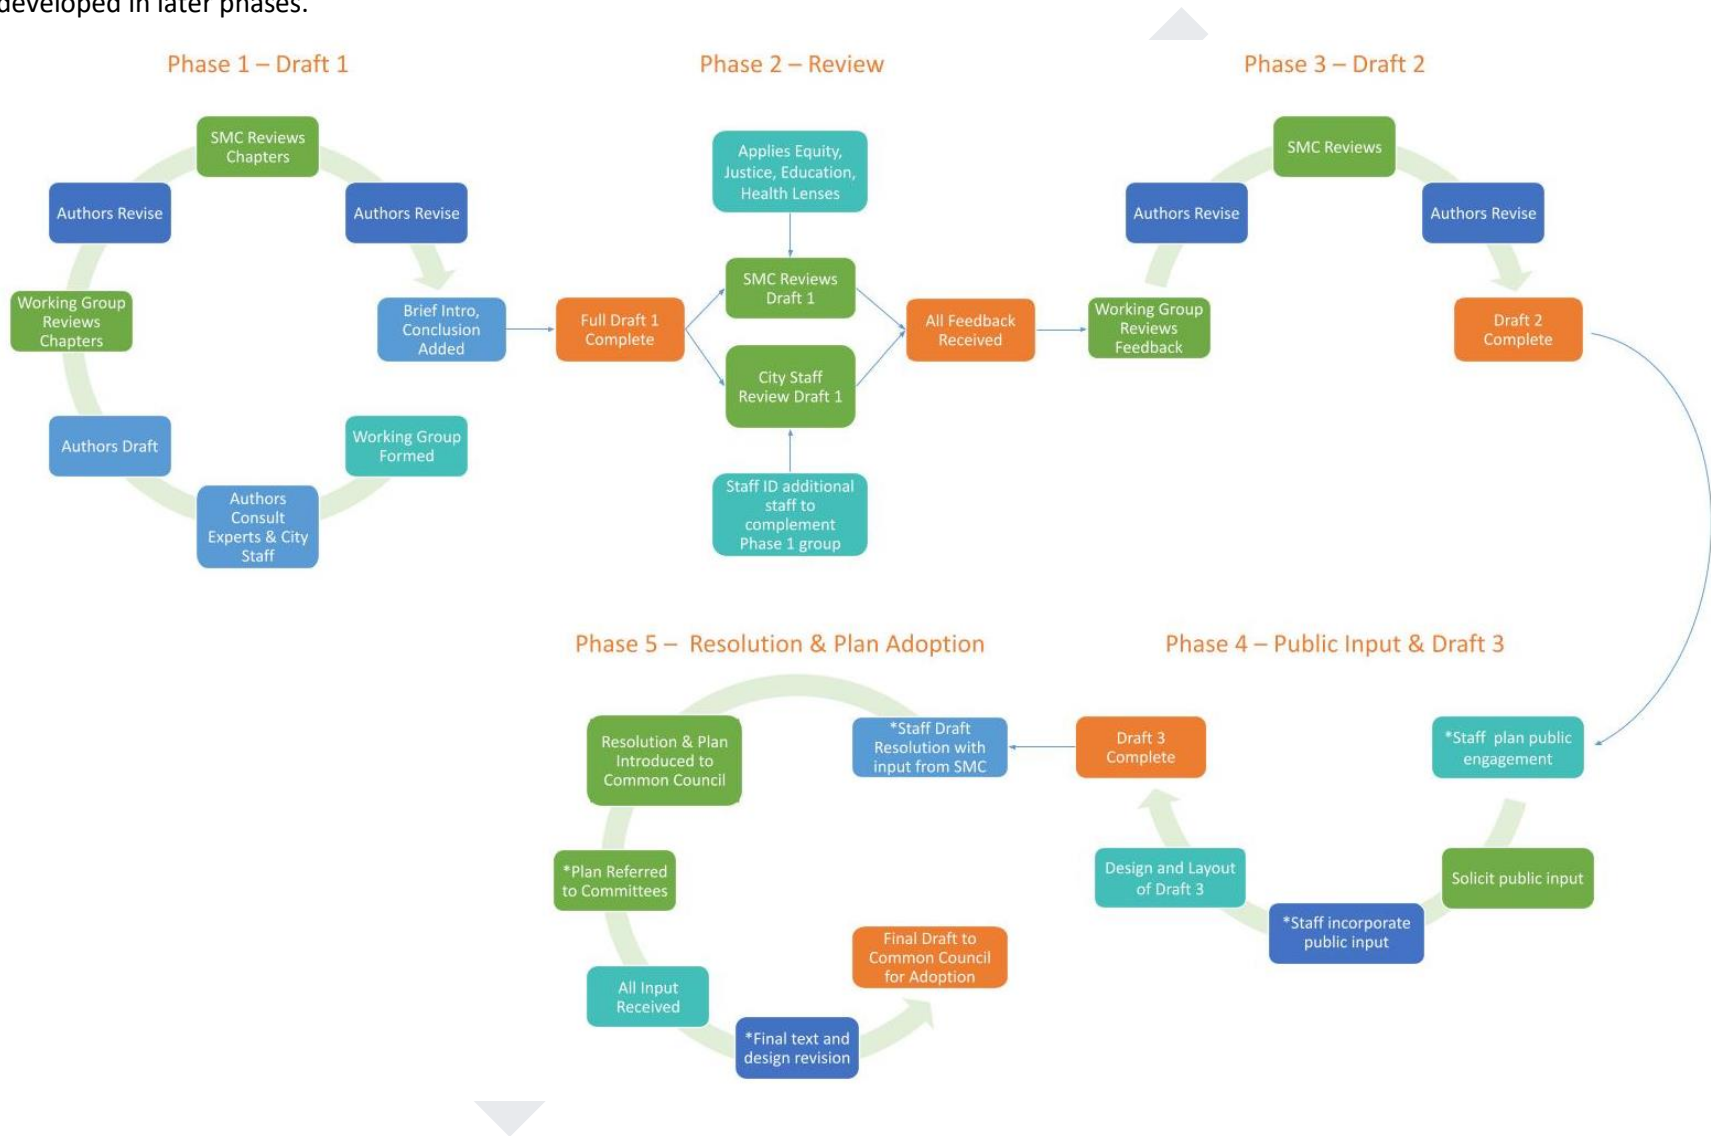 developed in later phases.
Phase 1 – Draft 1
SMC Reviews
Chapters
Authors Revise
Authors Revise
Working Group
Reviews
Chapters
Brief Intro,
Conclusion
Added
Authors Draft
Working Group
Formed
Authors
Consult
Experts & City
Staff
Phase 2 – Review
Applies Equity,
Justice, Education,
Health Lenses
SMC Reviews
Draft 1
Full Draft 1
Complete
All Feedback
Received
City Staff
Review Draft 1
Staff ID additional
staff to
complement
Phase 1 group
Phase 3 – Draft 2
SMC Reviews
Authors Revise
Authors Revise
Working Group
Reviews
Feedback
Draft 2
Complete
Phase 4 – Public Input & Draft 3
*Staff plan public
engagement
Solicit public input
*Staff incorporate
public input
Design and Layout
of Draft 3
Draft 3
Complete
Phase 5 – Resolution & Plan Adoption
*Staff Draft
Resolution with
input from SMC
Resolution & Plan
Introduced to
Common Council
*Plan Referred
to Committees
All Input
Received
*Final text and
design revision
Final Draft to
Common Council
for Adoption